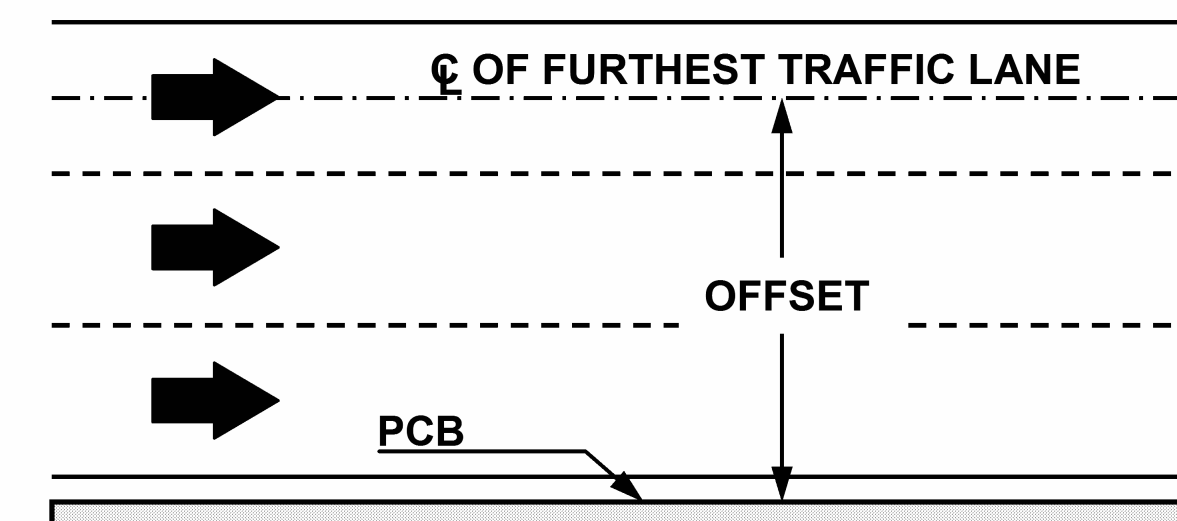 ℄ OF FURTHEST TRAFFIC LANE
OFFSET
PCB